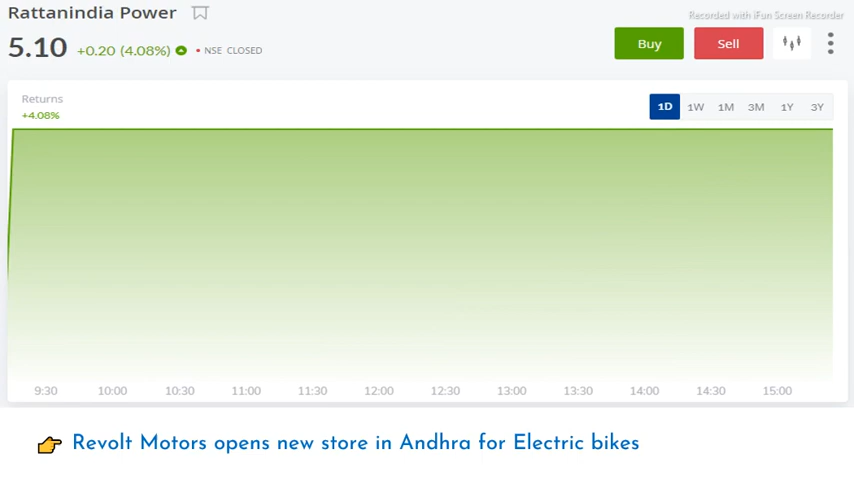 Rattanindia Power
Recorded with iFun Screen Recorder
5.10 +0.20 (4.08%) NSE CLOSED
Buy Sell
Returns
+4.08%
1D 1W 1M 3M 1Y 3Y
9:30 10:00 10:30 11:00 11:30 12:00 12:30 13:00 13:30 14:00 14:30 15:00
Revolt Motors opens new store in Andhra for Electric bikes